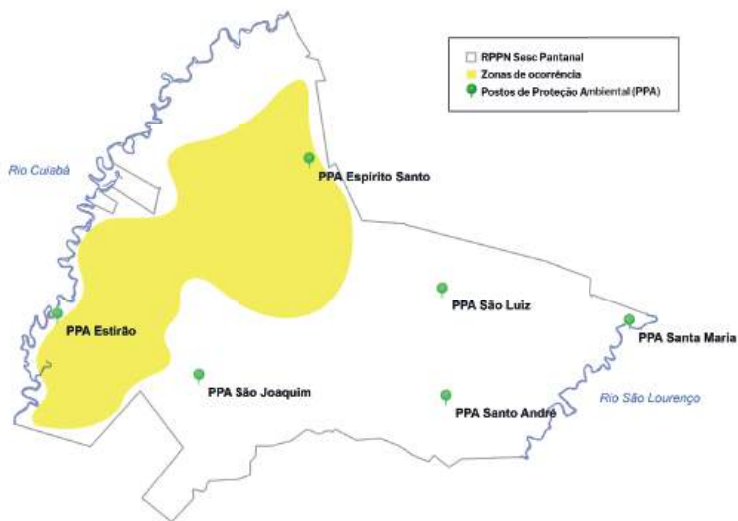 RPPN Sesc Pantanal
Zonas de ocorrência
Postos de Proteção Ambiental (PPA)
Rio Cuiabá
PPA Espírito Santo
PPA São Luiz
PPA Estirão
PPA Santa Maria
PPA São Joaquim
Rio São Lourenço
PPA Santo André